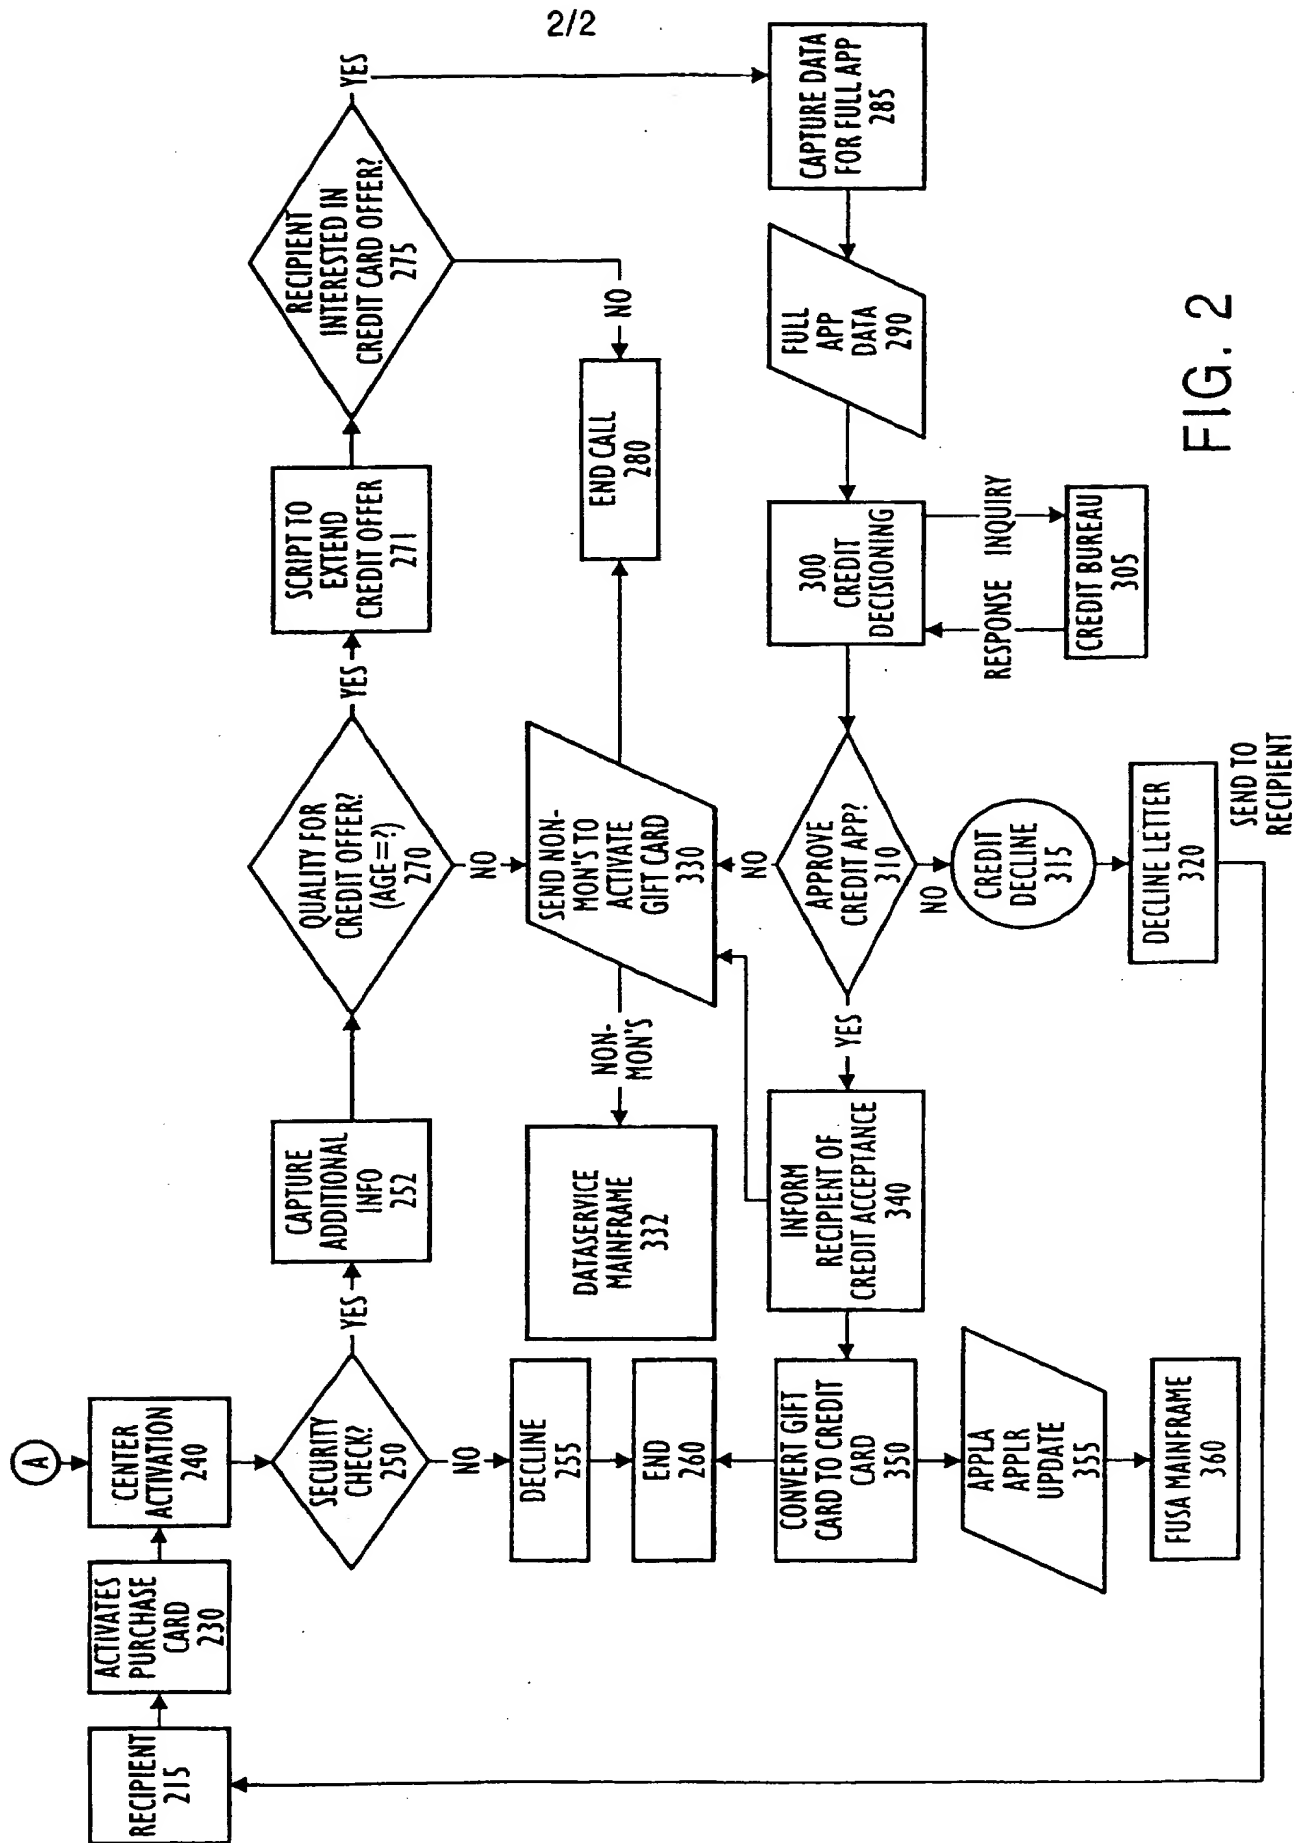 2/2
A
RECIPIENT
215
ACTIVATES
PURCHASE
CARD
230
CENTER
ACTIVATION
240
SECURITY
CHECK?
250
YES
NO
CAPTURE
ADDITIONAL
INFO
252
QUALITY FOR
CREDIT OFFER?
(AGE=?)
270
YES
NO
SCRIPT TO
EXTEND
CREDIT OFFER
271
RECIPIENT
INTERESTED IN
CREDIT CARD OFFER?
275
YES
NO
DECLINE
255
END
260
DATASERVICE
MAINFRAME
332
NON-
MON'S
SEND NON-
MON'S TO
ACTIVATE
GIFT CARD
330
END CALL
280
CONVERT GIFT
CARD TO CREDIT
CARD
350
INFORM
RECIPIENT OF
CREDIT ACCEPTANCE
340
YES
APPROVE
CREDIT APP?
310
NO
NO
300
CREDIT
DECISIONING
FULL
APP
DATA
290
CAPTURE DATA
FOR FULL APP
285
APPLA
APPLR
UPDATE
355
CREDIT
DECLINE
315
RESPONSE
INQUIRY
FUSA MAINFRAME
360
DECLINE LETTER
320
CREDIT BUREAU
305
SEND TO
RECIPIENT
FIG. 2